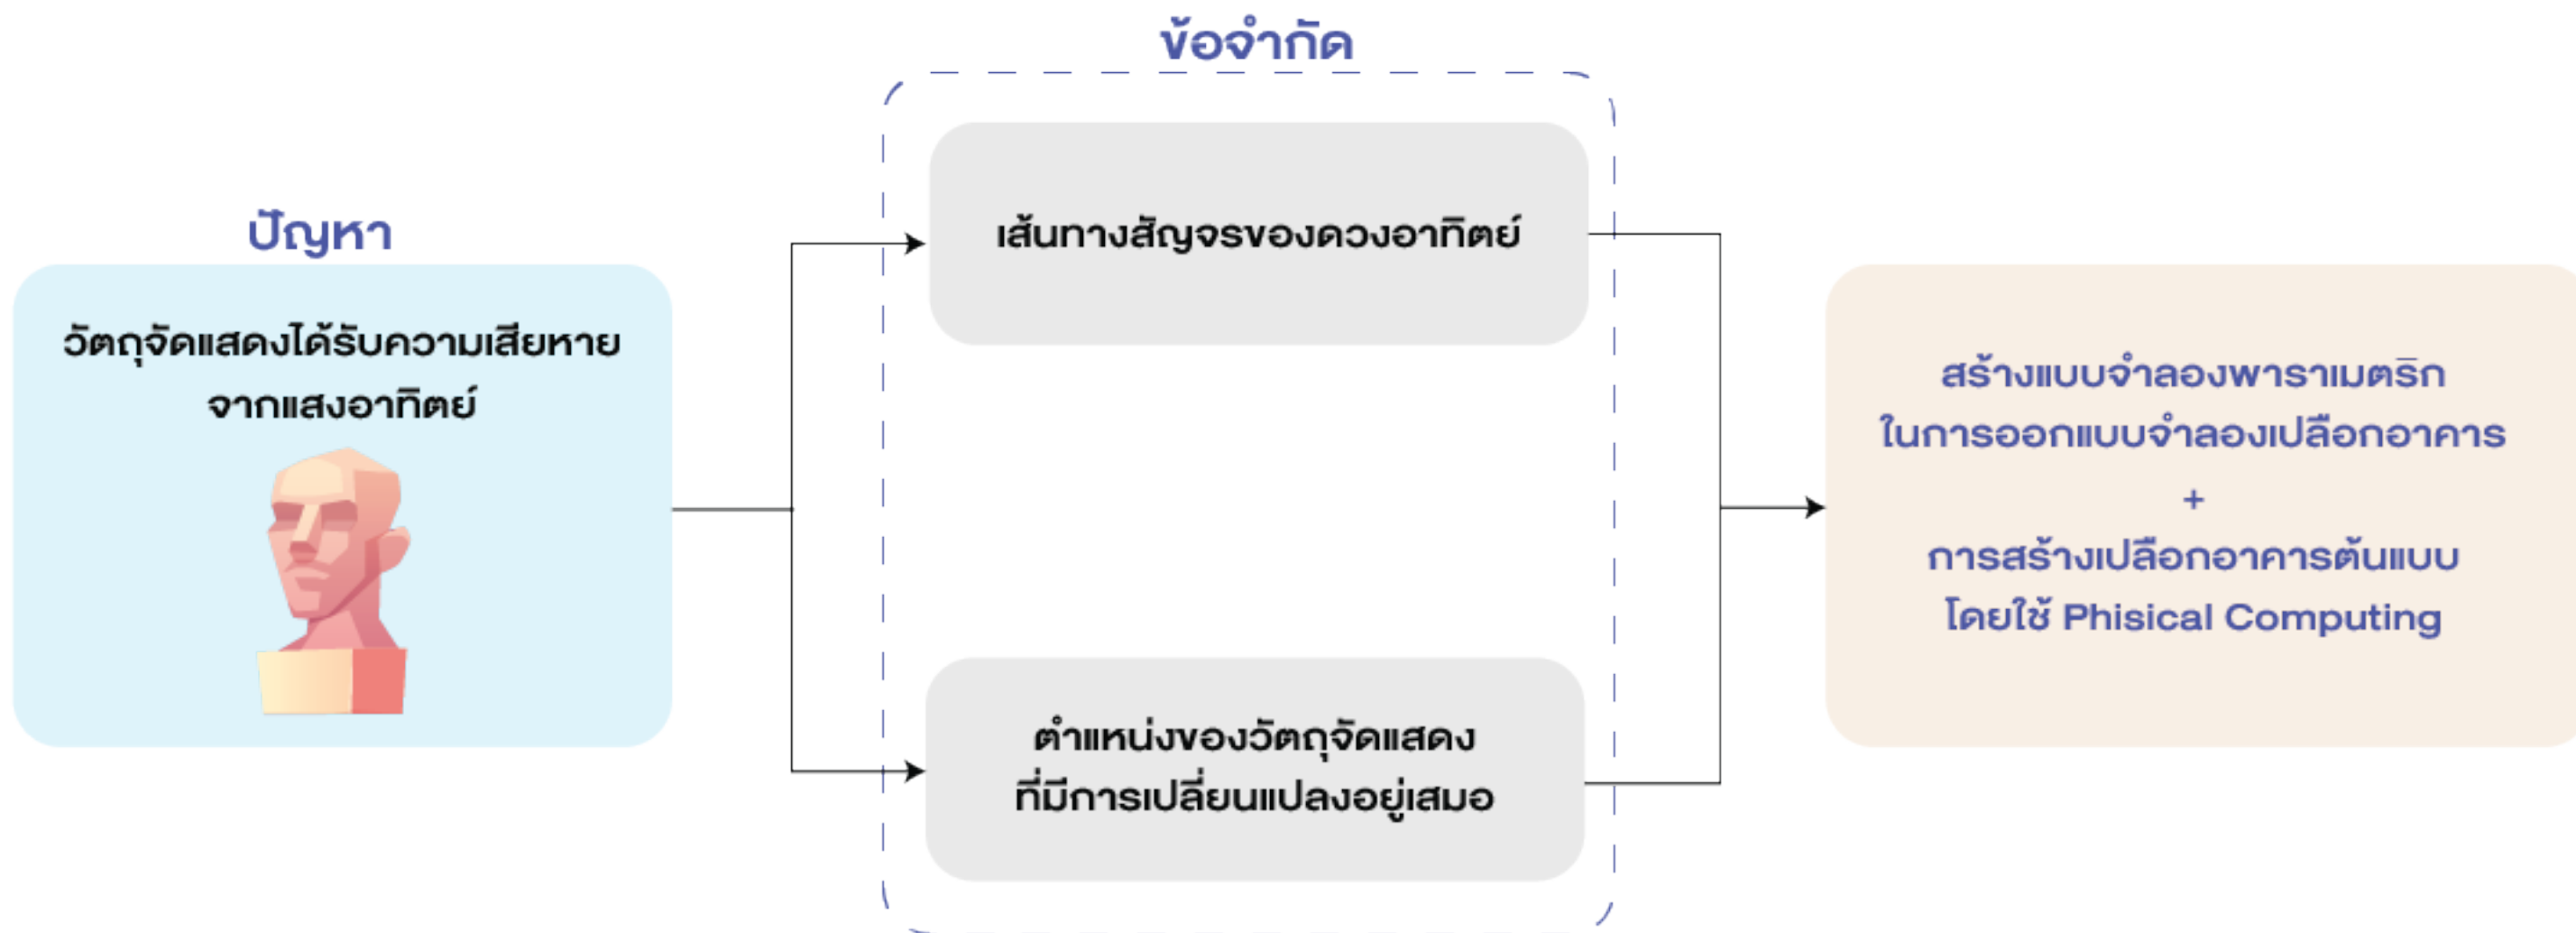 ปัญหา
วัตถุจัดแสดงได้รับความเสียหาย
จากแสงอาทิตย์
ข้อจำกัด
เส้นทางสัญจรของดวงอาทิตย์
ตำแหน่งของวัตถุจัดแสดง
ที่มีการเปลี่ยนแปลงอยู่เสมอ
สร้างแบบจำลองพาราเมตริก
ในการออกแบบจำลองเปลือกอาคาร
+
การสร้างเปลือกอาคารต้นแบบ
โดยใช้ Phisical Computing